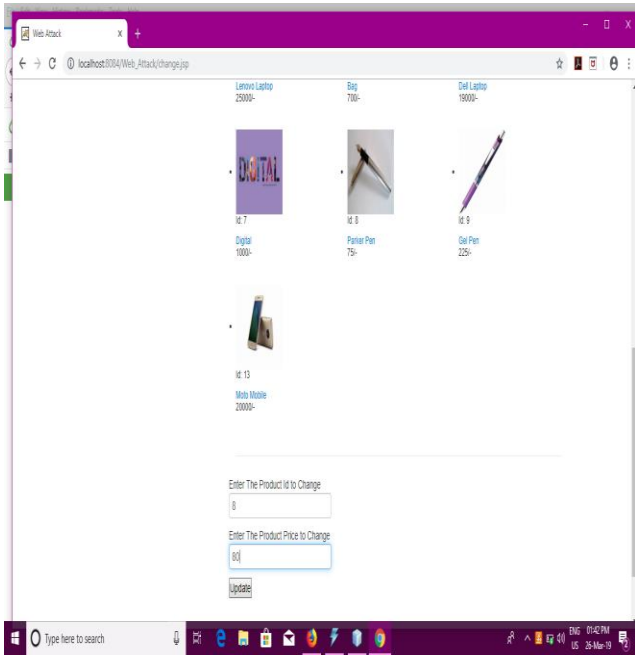 Web Attack
localhost:8084/Web_Attack/change.jsp
Lenovo Laptop
25000/-
Bag
700/-
Dell Laptop
19000/-
DIGITAL
Id: 7
Digital
1000/-
Id: 8
Parker Pen
75/-
Id: 9
Gel Pen
225/-
Id: 13
Moto Mobile
20000/-
Enter The Product Id to Change
8
Enter The Product Price to Change
80
Update
Type here to search
ENG 01:42 PM
US 26-Mar-19